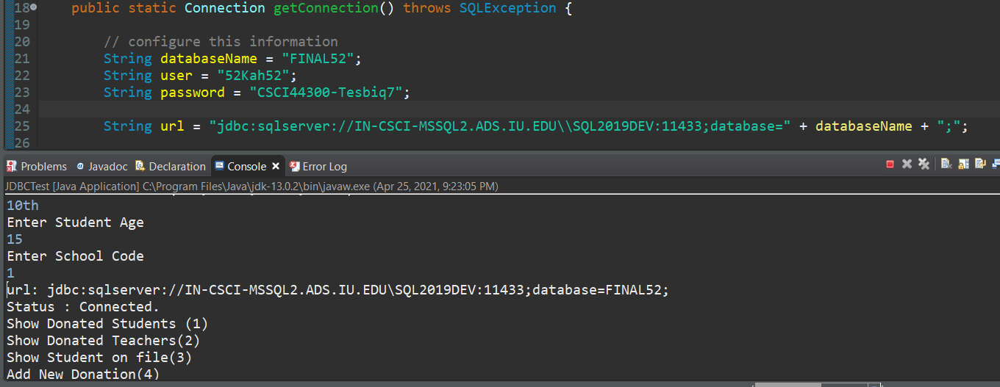 18 public static Connection getConnection() throws SQLException {
19
20 // configure this information
21 String databaseName = "FINAL52";
22 String user = "52Kah52";
23 String password = "CSCI44300-Tesbiq7";
24
25 String url = "jdbc:sqlserver://IN-CSCI-MSSQL2.ADS.IU.EDU\\SQL2019DEV:11433;database=" + databaseName + ";";
26
Problems Javadoc Declaration Console Error Log
JDBCTest [Java Application] C:\Program Files\Java\jdk-13.0.2\bin\javaw.exe (Apr 25, 2021, 9:23:05 PM)
10th
Enter Student Age
15
Enter School Code
1
url: jdbc:sqlserver://IN-CSCI-MSSQL2.ADS.IU.EDU\SQL2019DEV:11433;database=FINAL52;
Status : Connected.
Show Donated Students (1)
Show Donated Teachers(2)
Show Student on file(3)
Add New Donation(4)